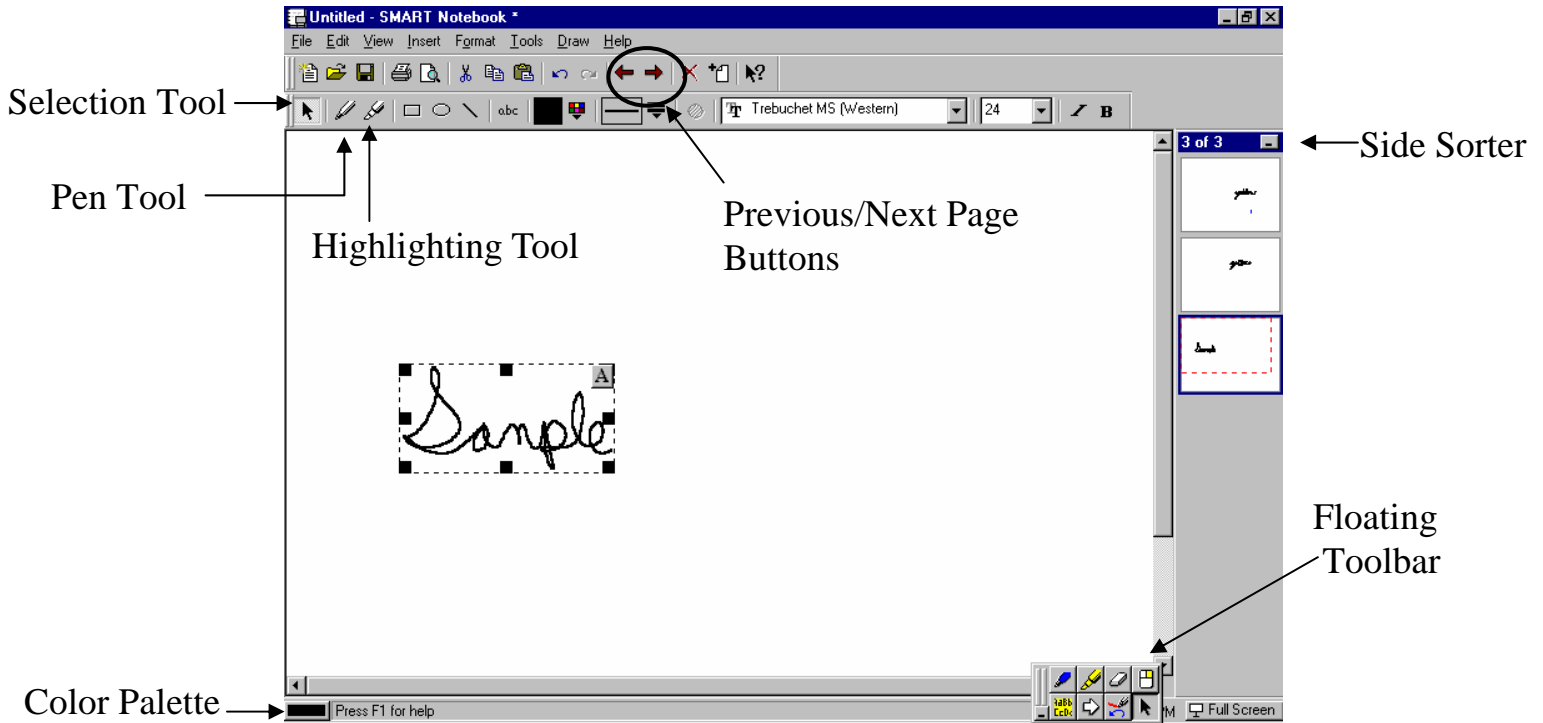 Untitled - SMART Notebook *
File Edit View Insert Format Tools Draw Help
Selection Tool
abc
Trebuchet MS (Western)
24
I B
3 of 3
Side Sorter
Pen Tool
Highlighting Tool
Previous/Next Page
Buttons
A
Sample
Sample
Floating
Toolbar
Color Palette
Press F1 for help
Full Screen